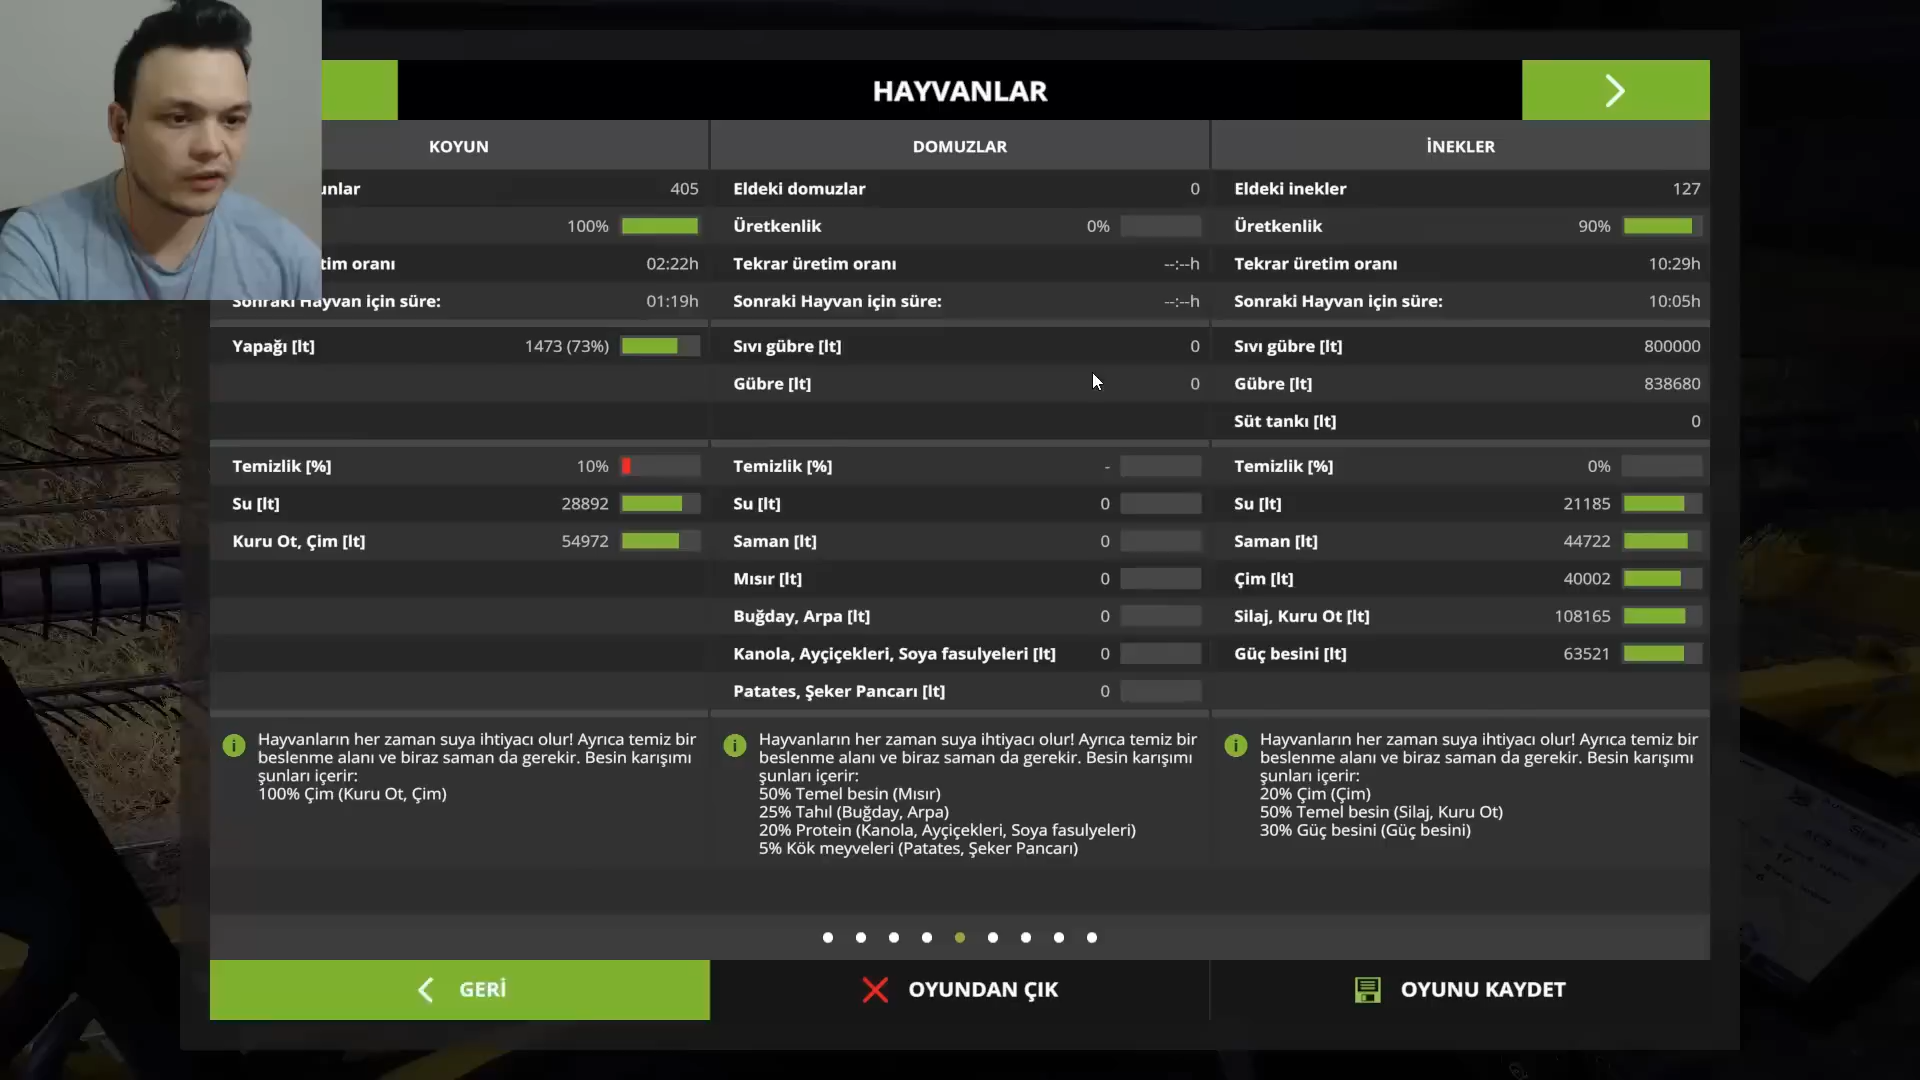 HAYVANLAR
KOYUN
DOMUZLAR
İNEKLER
405
100%
02:22h
Sonraki Hayvan için süre: 01:19h
Yapağı [lt] 1473 (73%)
Temizlik [%] 10%
Su [lt] 28892
Kuru Ot, Çim [lt] 54972
Hayvanların her zaman suya ihtiyacı olur! Ayrıca temiz bir
beslenme alanı ve biraz saman da gerekir. Besin karışımı
şunları içerir:
100% Çim (Kuru Ot, Çim)
Eldeki domuzlar 0
Üretkenlik 0%
Tekrar üretim oranı --:--h
Sonraki Hayvan için süre: --:--h
Sıvı gübre [lt] 0
Gübre [lt] 0
Temizlik [%] -
Su [lt] 0
Saman [lt] 0
Mısır [lt] 0
Buğday, Arpa [lt] 0
Kanola, Ayçiçekleri, Soya fasulyeleri [lt] 0
Patates, Şeker Pancarı [lt] 0
Hayvanların her zaman suya ihtiyacı olur! Ayrıca temiz bir
beslenme alanı ve biraz saman da gerekir. Besin karışımı
şunları içerir:
50% Temel besin (Mısır)
25% Tahıl (Buğday, Arpa)
20% Protein (Kanola, Ayçiçekleri, Soya fasulyeleri)
5% Kök meyveleri (Patates, Şeker Pancarı)
Eldeki inekler 127
Üretkenlik 90%
Tekrar üretim oranı 10:29h
Sonraki Hayvan için süre: 10:05h
Sıvı gübre [lt] 800000
Gübre [lt] 838680
Süt tankı [lt] 0
Temizlik [%] 0%
Su [lt] 21185
Saman [lt] 44722
Çim [lt] 40002
Silaj, Kuru Ot [lt] 108165
Güç besini [lt] 63521
Hayvanların her zaman suya ihtiyacı olur! Ayrıca temiz bir
beslenme alanı ve biraz saman da gerekir. Besin karışımı
şunları içerir:
20% Çim (Çim)
50% Temel besin (Silaj, Kuru Ot)
30% Güç besini (Güç besini)
GERİ
OYUNDAN ÇIK
OYUNU KAYDET